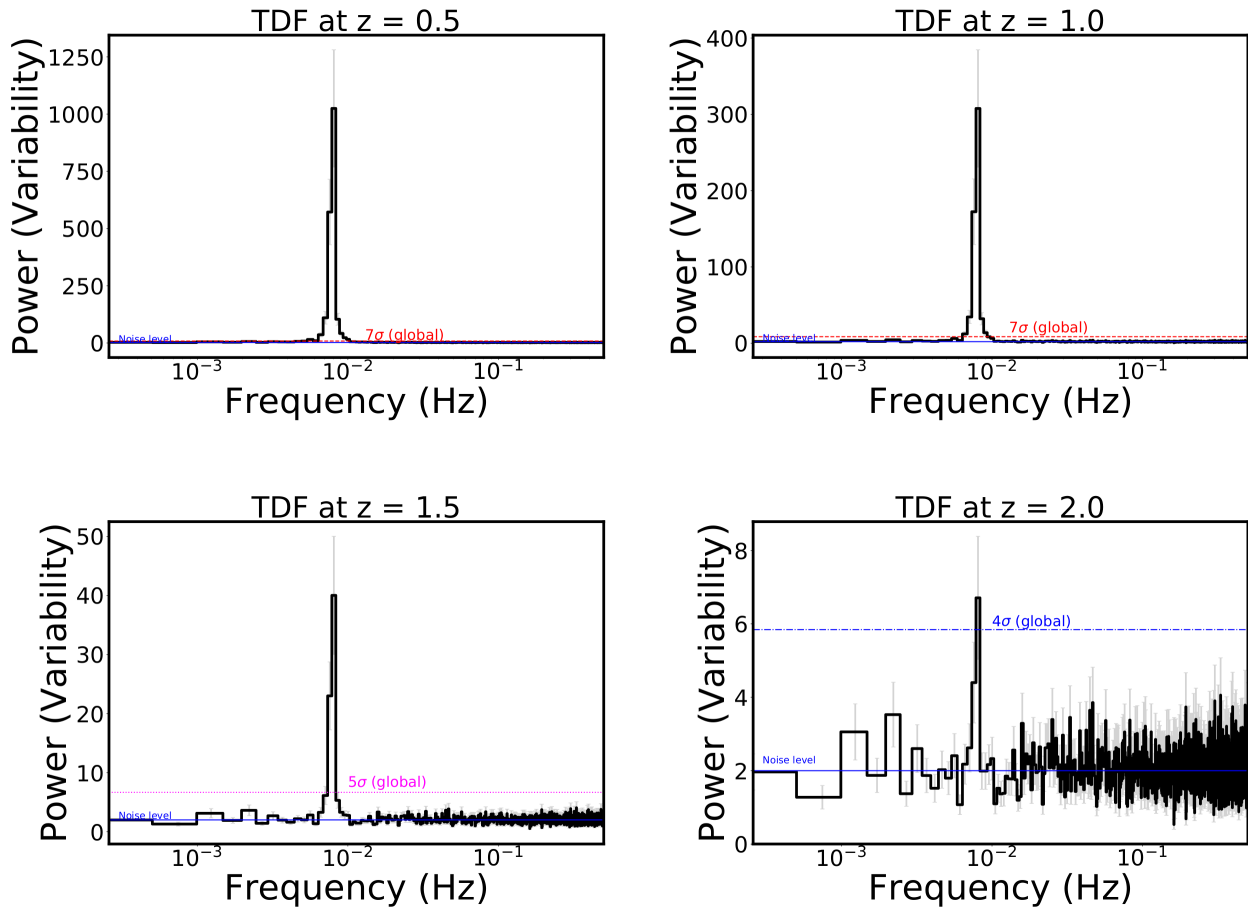 TDF at z = 0.5
Power (Variability)
1250
1000
750
500
250
0
Noise level
7σ (global)
10⁻³
10⁻²
10⁻¹
Frequency (Hz)
TDF at z = 1.0
Power (Variability)
400
300
200
100
0
Noise level
7σ (global)
10⁻³
10⁻²
10⁻¹
Frequency (Hz)
TDF at z = 1.5
Power (Variability)
50
40
30
20
10
0
Noise level
5σ (global)
10⁻³
10⁻²
10⁻¹
Frequency (Hz)
TDF at z = 2.0
Power (Variability)
8
6
4
2
0
Noise level
4σ (global)
10⁻³
10⁻²
10⁻¹
Frequency (Hz)